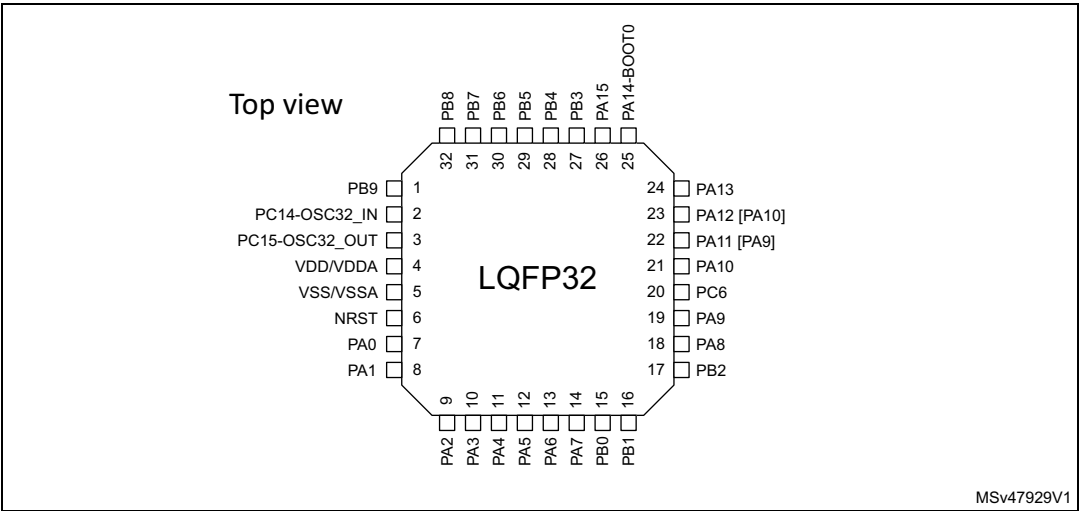 Top view
PB8
PB7
PB6
PB5
PB4
PB3
PA15
PA14-BOOT0
32
31
30
29
28
27
26
25
PB9 1
PC14-OSC32_IN 2
PC15-OSC32_OUT 3
VDD/VDDA 4
VSS/VSSA 5
NRST 6
PA0 7
PA1 8
LQFP32
24 PA13
23 PA12 [PA10]
22 PA11 [PA9]
21 PA10
20 PC6
19 PA9
18 PA8
17 PB2
9
10
11
12
13
14
15
16
PA2
PA3
PA4
PA5
PA6
PA7
PB0
PB1
MSv47929V1